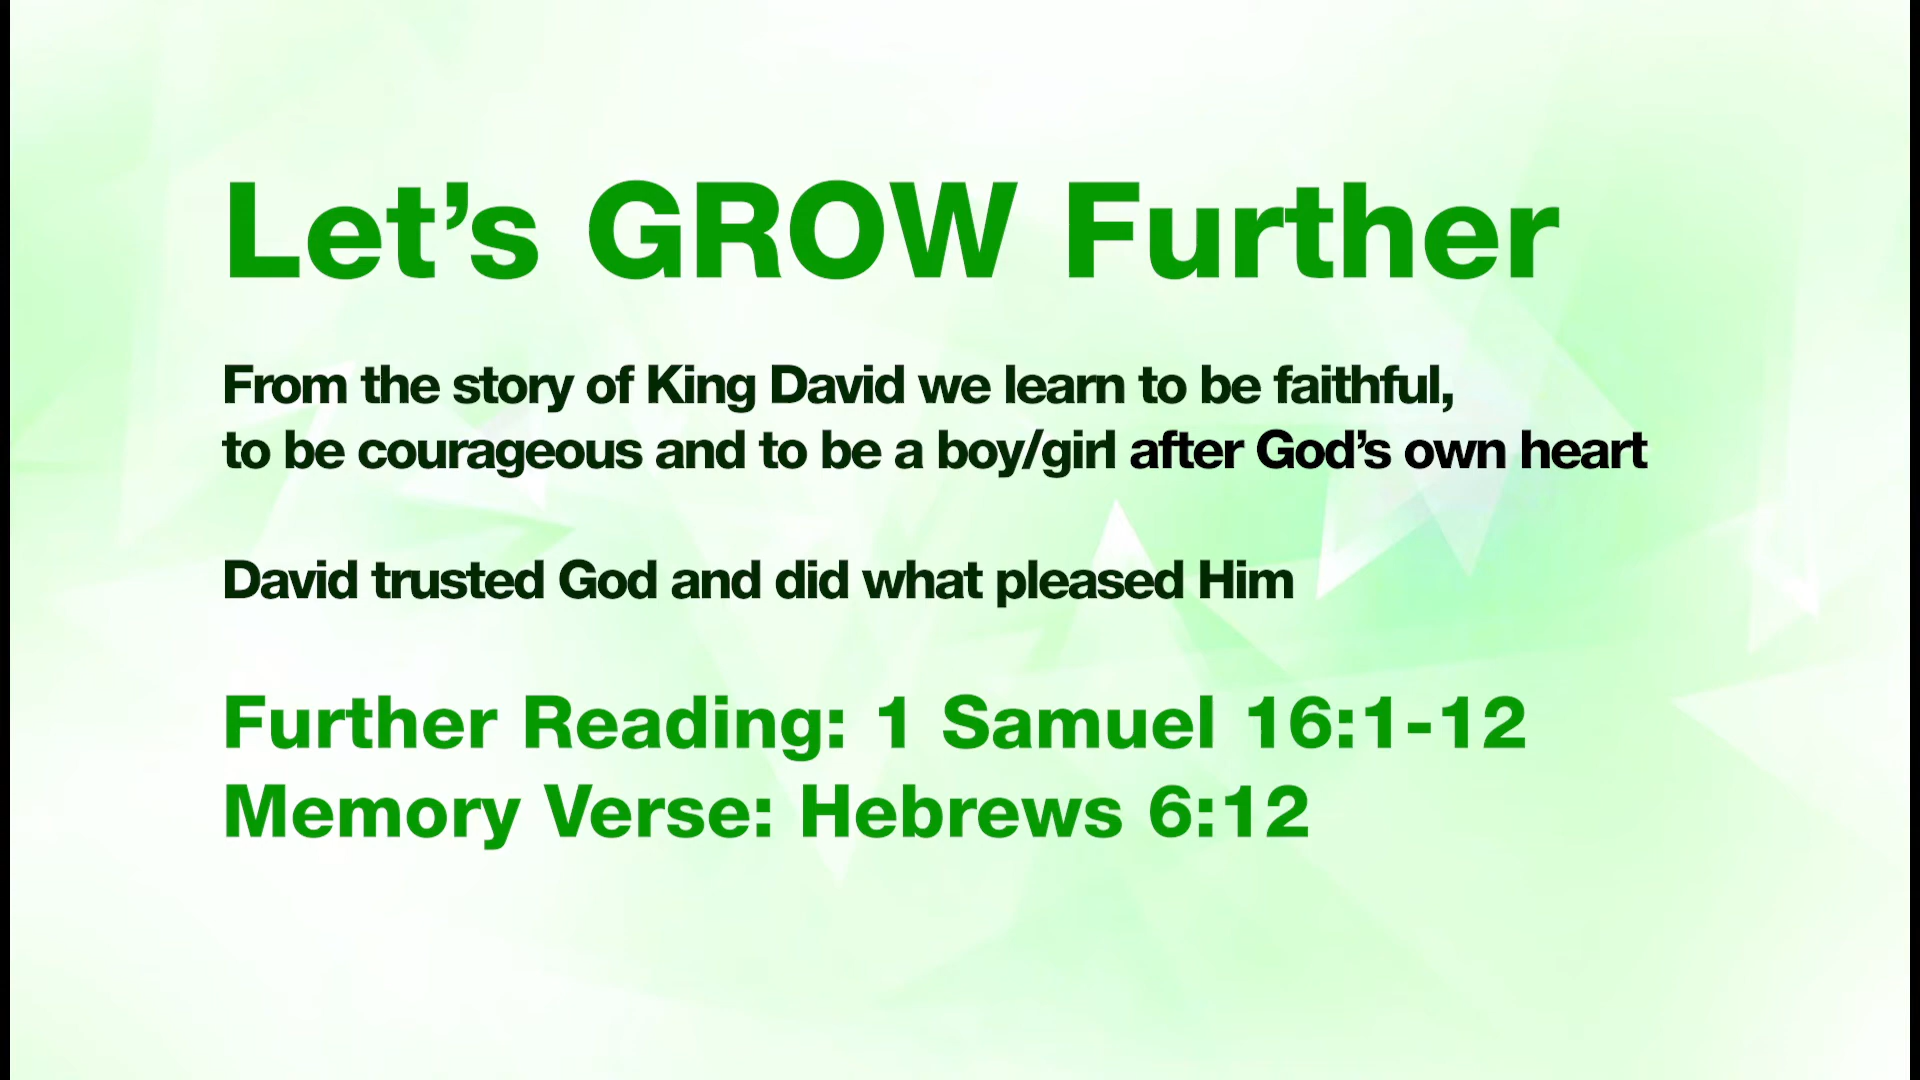 Let’s GROW Further
From the story of King David we learn to be faithful,
to be courageous and to be a boy/girl after God’s own heart
David trusted God and did what pleased Him
Further Reading: 1 Samuel 16:1-12
Memory Verse: Hebrews 6:12